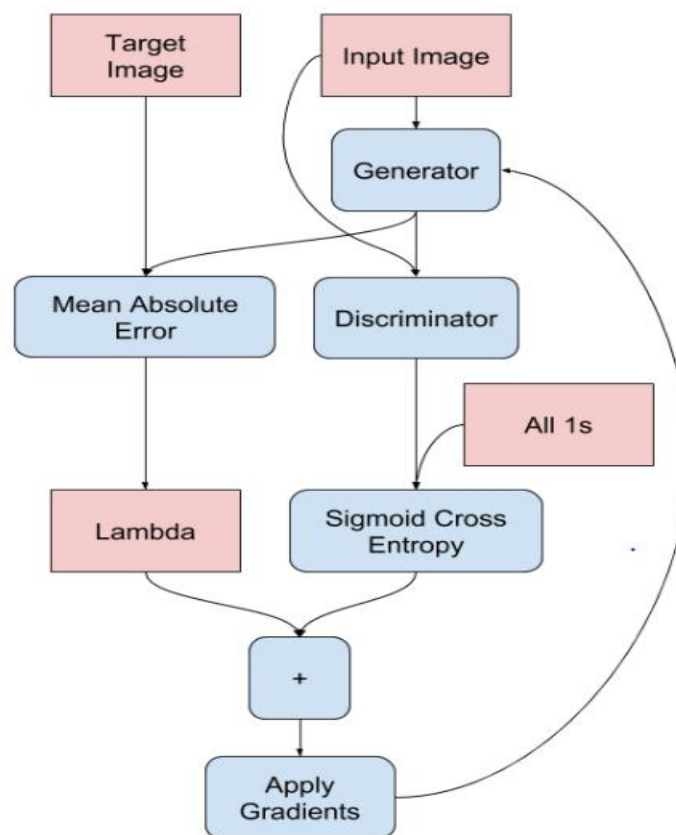 Target
Image
Input Image
Generator
Mean Absolute
Error
Discriminator
All 1s
Lambda
Sigmoid Cross
Entropy
+
Apply
Gradients